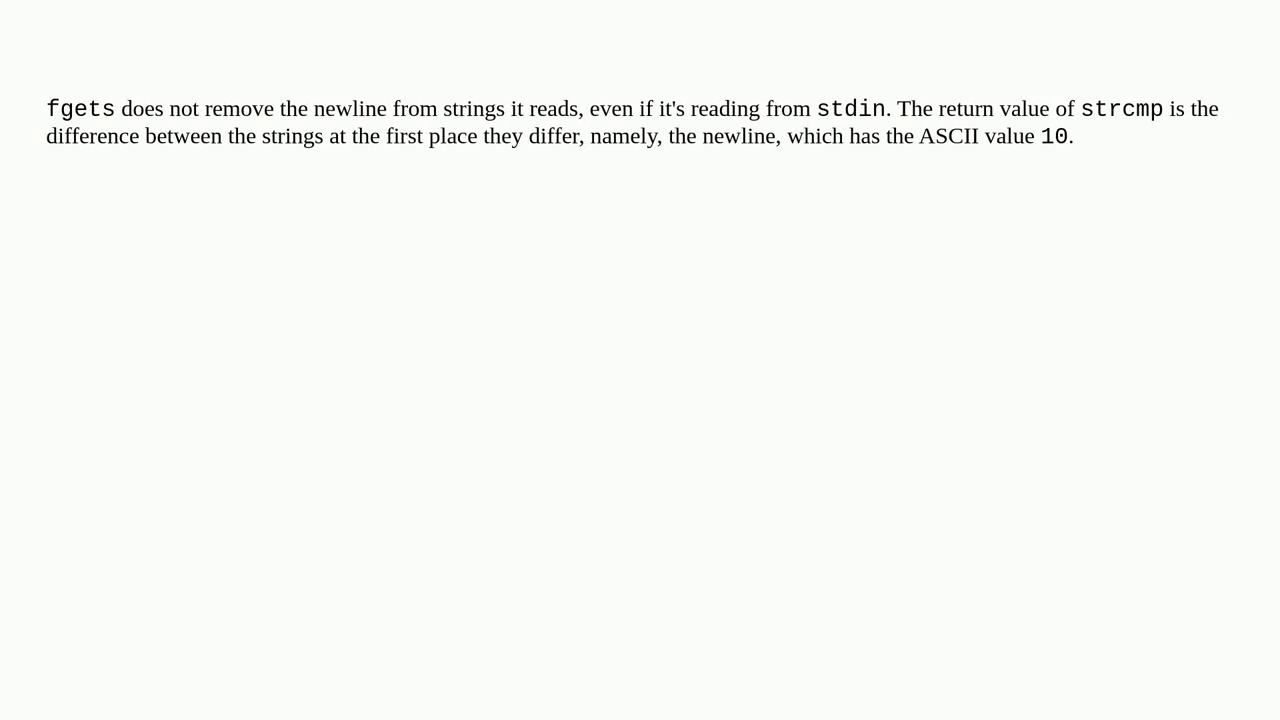 fgets does not remove the newline from strings it reads, even if it's reading from stdin. The return value of strcmp is the
difference between the strings at the first place they differ, namely, the newline, which has the ASCII value 10.